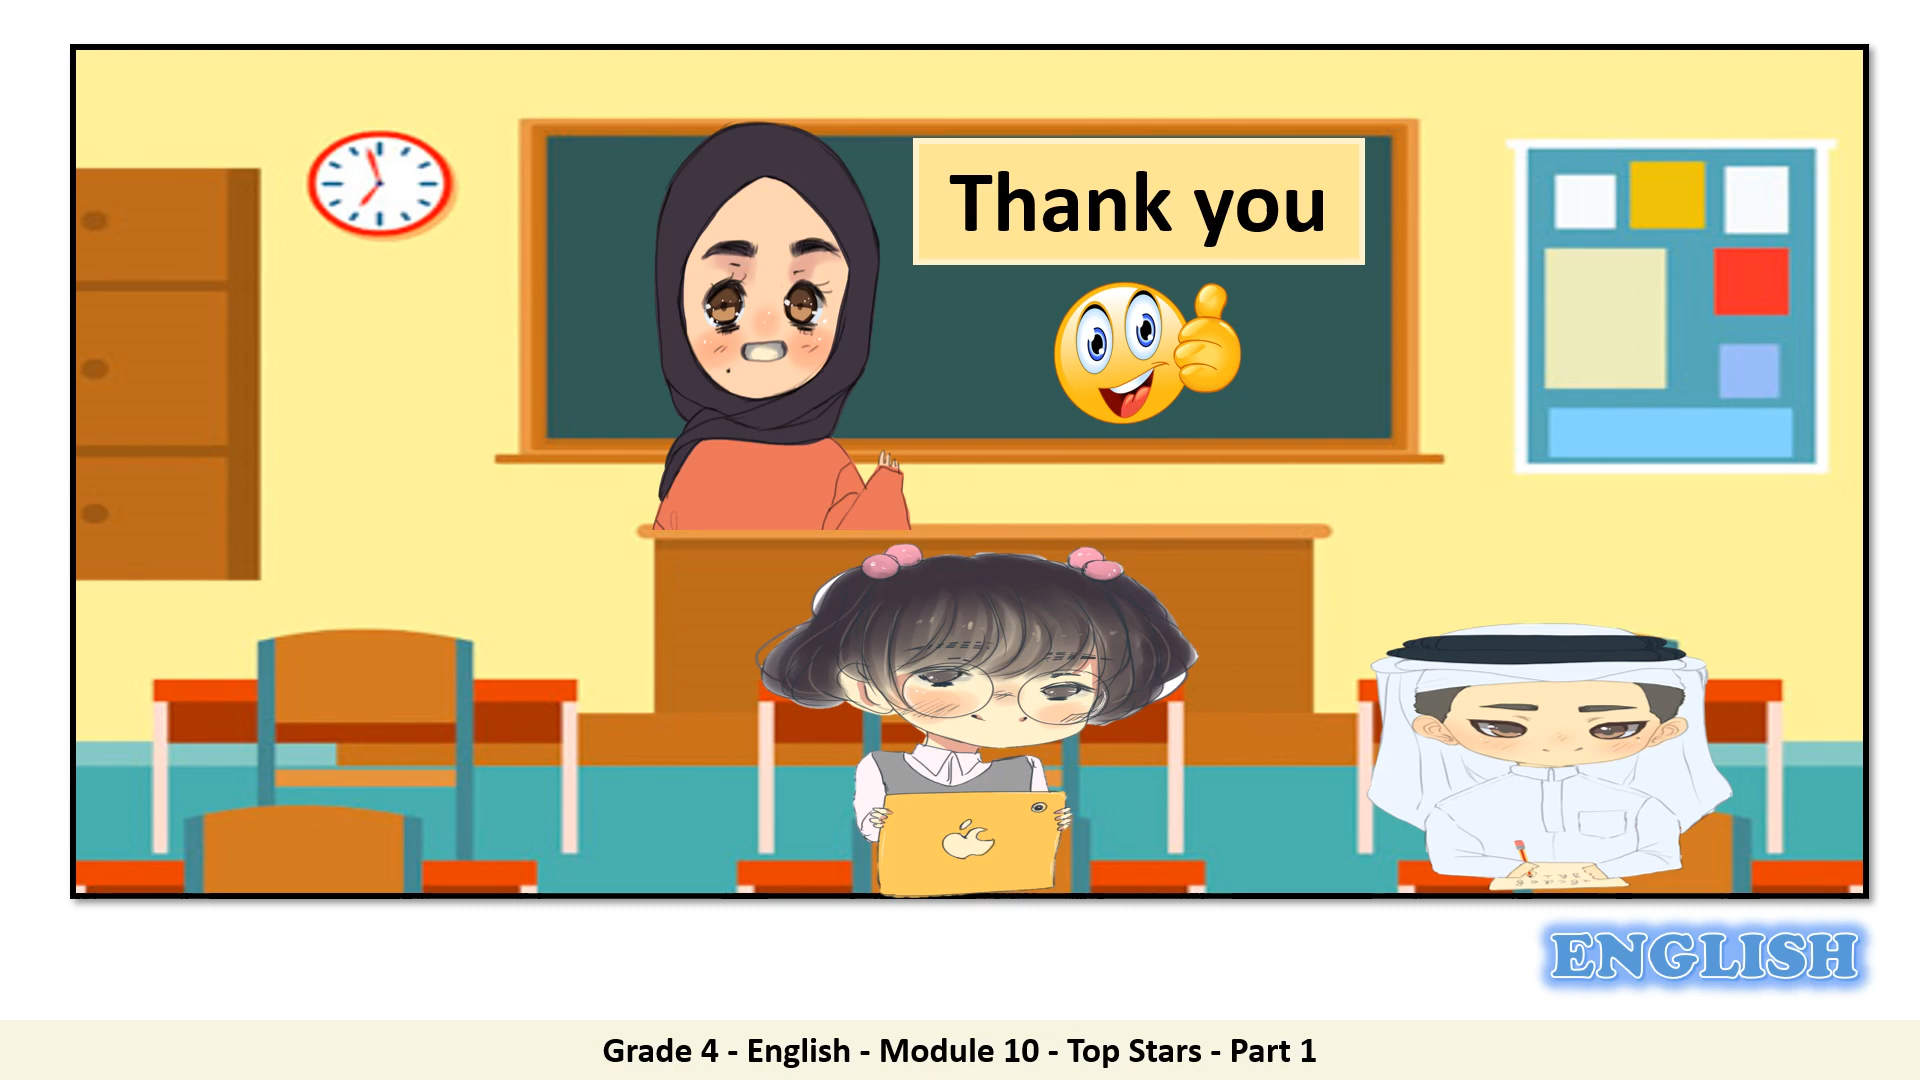 Thank you
ENGLISH
Grade 4 - English - Module 10 - Top Stars - Part 1